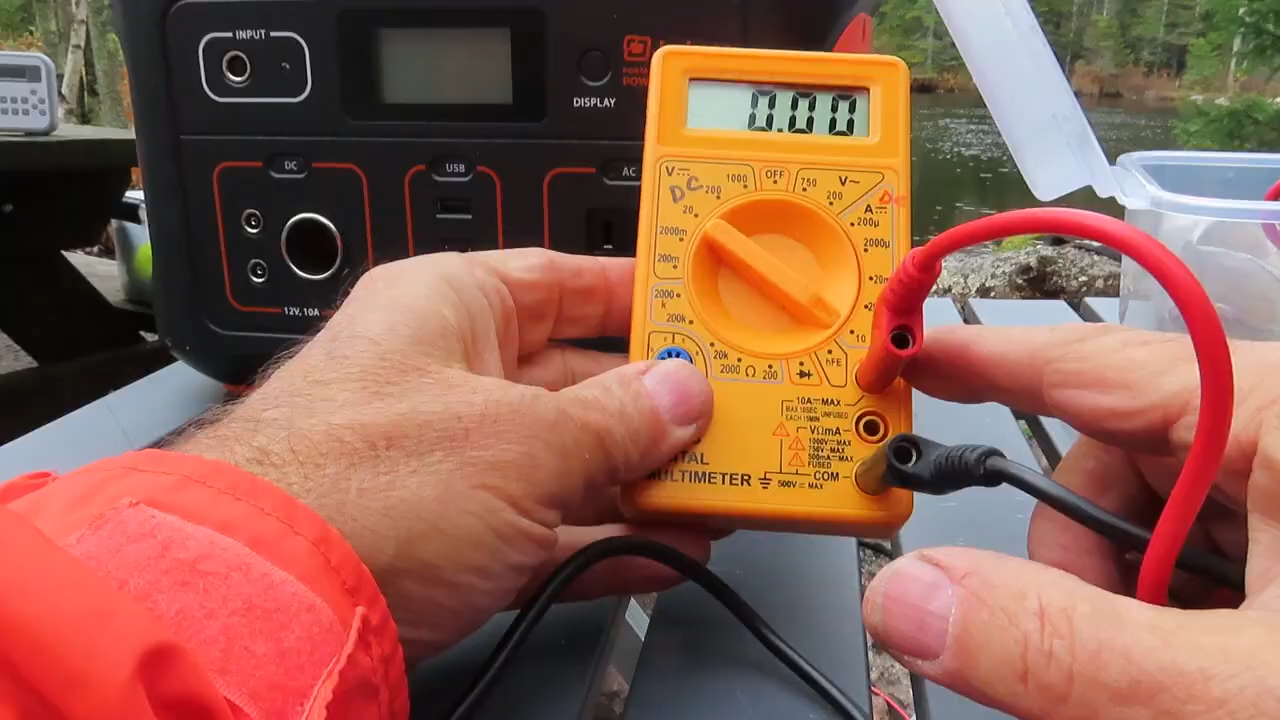 INPUT
DISPLAY
DC
USB
AC
12V, 10A
0.00
V
DC
1000
200
20
2000m
200m
2000
k
200k
20k
2000
Ω
200
OFF
750
200
V~
A
DC
200µ
2000µ
20m
10
hFE
10A MAX
MAX 10SEC. UNFUSED
EACH 15MIN
VΩmA
1000V MAX
750V~MAX
500mA MAX
FUSED
COM
500V MAX
MULTIMETER